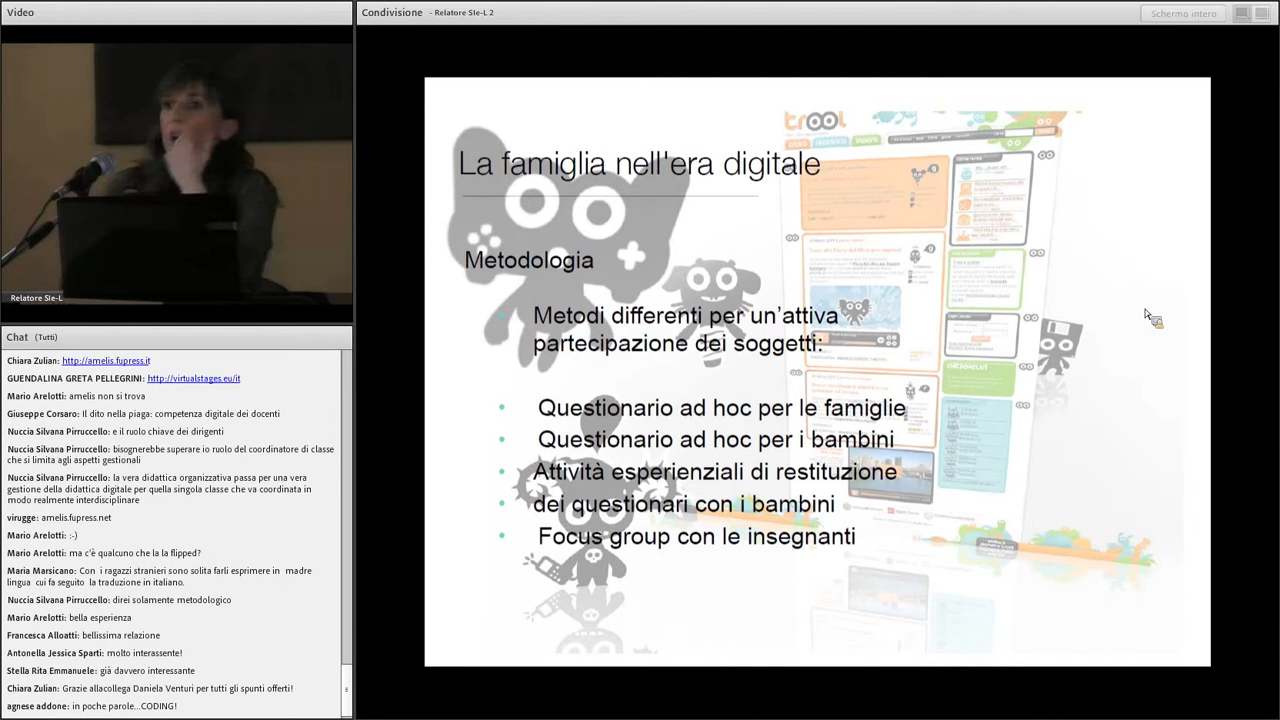 Video
Relatore SIe-L
Chat (Tutti)
Chiara Zulian: http://amelis.fupress.it
GUENDALINA GRETA PELLEGRINI: http://virtualstages.eu/it
Mario Arelotti: amelis non si trova
Giuseppe Corsaro: Il dito nella piaga: competenza digitale dei docenti
Nuccia Silvana Pirruccello: e il ruolo chiave dei dirigenti
Nuccia Silvana Pirruccello: bisognerebbe superare io ruolo del coordinatore di classe
che si limita agli aspetti gestionali
Nuccia Silvana Pirruccello: la vera didattica organizzativa passa per una vera
gestione della didattica digitale per quella singola classe che va coordinata in
modo realmente interdisciplinare
virugge: amelis.fupress.net
Mario Arelotti: :-)
Mario Arelotti: ma c'è qualcuno che la la flipped?
Maria Marsicano: Con i ragazzi stranieri sono solita farli esprimere in madre
lingua cui fa seguito la traduzione in italiano.
Nuccia Silvana Pirruccello: direi solamente metodologico
Mario Arelotti: bella esperienza
Francesca Alloatti: bellissima relazione
Antonella Jessica Sparti: molto interassente!
Stella Rita Emmanuele: già davvero interessante
Chiara Zulian: Grazie allacollega Daniela Venturi per tutti gli spunti offerti!
agnese addone: in poche parole...CODING!
Condivisione - Relatore SIe-L 2
Schermo intero
trool
La famiglia nell'era digitale
Metodologia
Metodi differenti per un'attiva
partecipazione dei soggetti:
• Questionario ad hoc per le famiglie
• Questionario ad hoc per i bambini
• Attività esperienziali di restituzione
• dei questionari con i bambini
• Focus group con le insegnanti